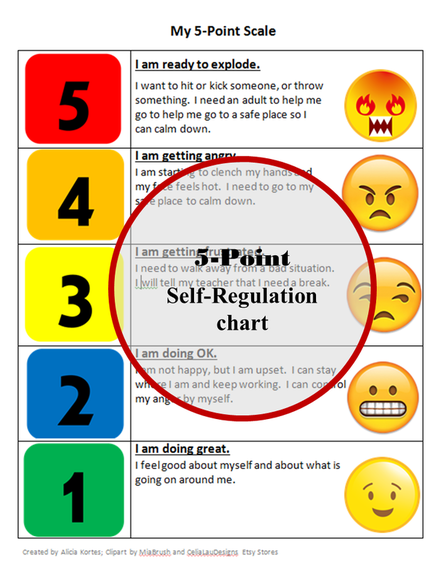 My 5-Point Scale
5
I am ready to explode.
I want to hit or kick someone, or throw
something. I need an adult to help me
go to help me go to a safe place so I
can calm down.
4
I am getting angry.
I am starting to clench my hands and
my face feels hot. I need to go to my
safe place to calm down.
3
I am getting frustrated.
I need to walk away from a bad situation.
I will tell my teacher that I need a break.
5-Point
Self-Regulation
chart
2
I am doing OK.
I am not happy, but I am upset. I can stay
where I am and keep working. I can control
my anger by myself.
1
I am doing great.
I feel good about myself and about what is
going on around me.
Created by Alicia Kortes; Clipart by MiaBrush and CeliaLauDesigns Etsy Stores